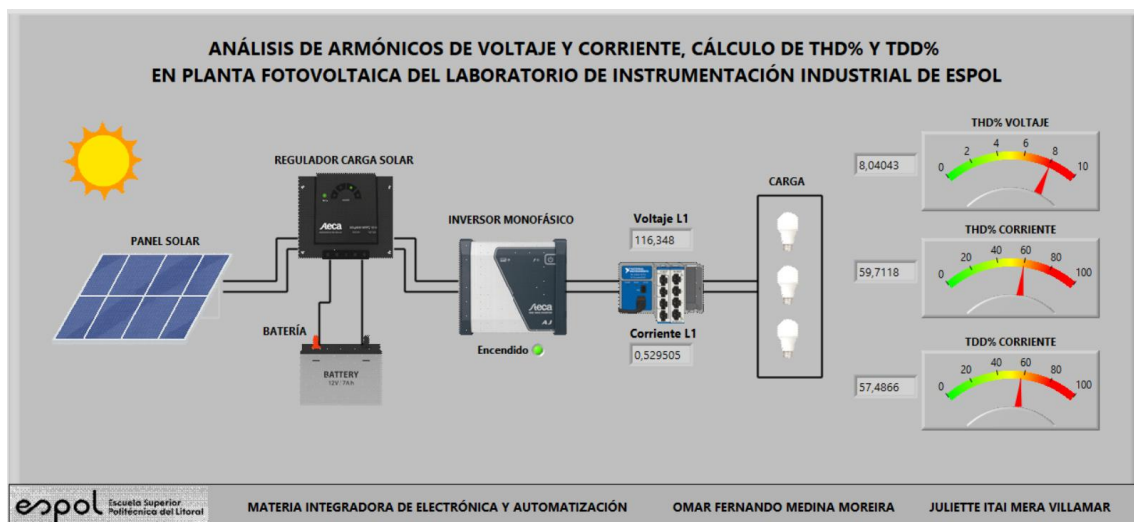 ANÁLISIS DE ARMÓNICOS DE VOLTAJE Y CORRIENTE, CÁLCULO DE THD% Y TDD%
EN PLANTA FOTOVOLTAICA DEL LABORATORIO DE INSTRUMENTACIÓN INDUSTRIAL DE ESPOL
PANEL SOLAR
REGULADOR CARGA SOLAR
Steca
BATERÍA
BATTERY
12V 7Ah
INVERSOR MONOFÁSICO
Steca
AJ
Encendido
Voltaje L1
116,348
Corriente L1
0,529505
CARGA
THD% VOLTAJE
8,04043
0 2 4 6 8 10
THD% CORRIENTE
59,7118
0 20 40 60 80 100
TDD% CORRIENTE
57,4866
0 20 40 60 80 100
espol
Escuela Superior
Politécnica del Litoral
MATERIA INTEGRADORA DE ELECTRÓNICA Y AUTOMATIZACIÓN
OMAR FERNANDO MEDINA MOREIRA
JULIETTE ITAI MERA VILLAMAR